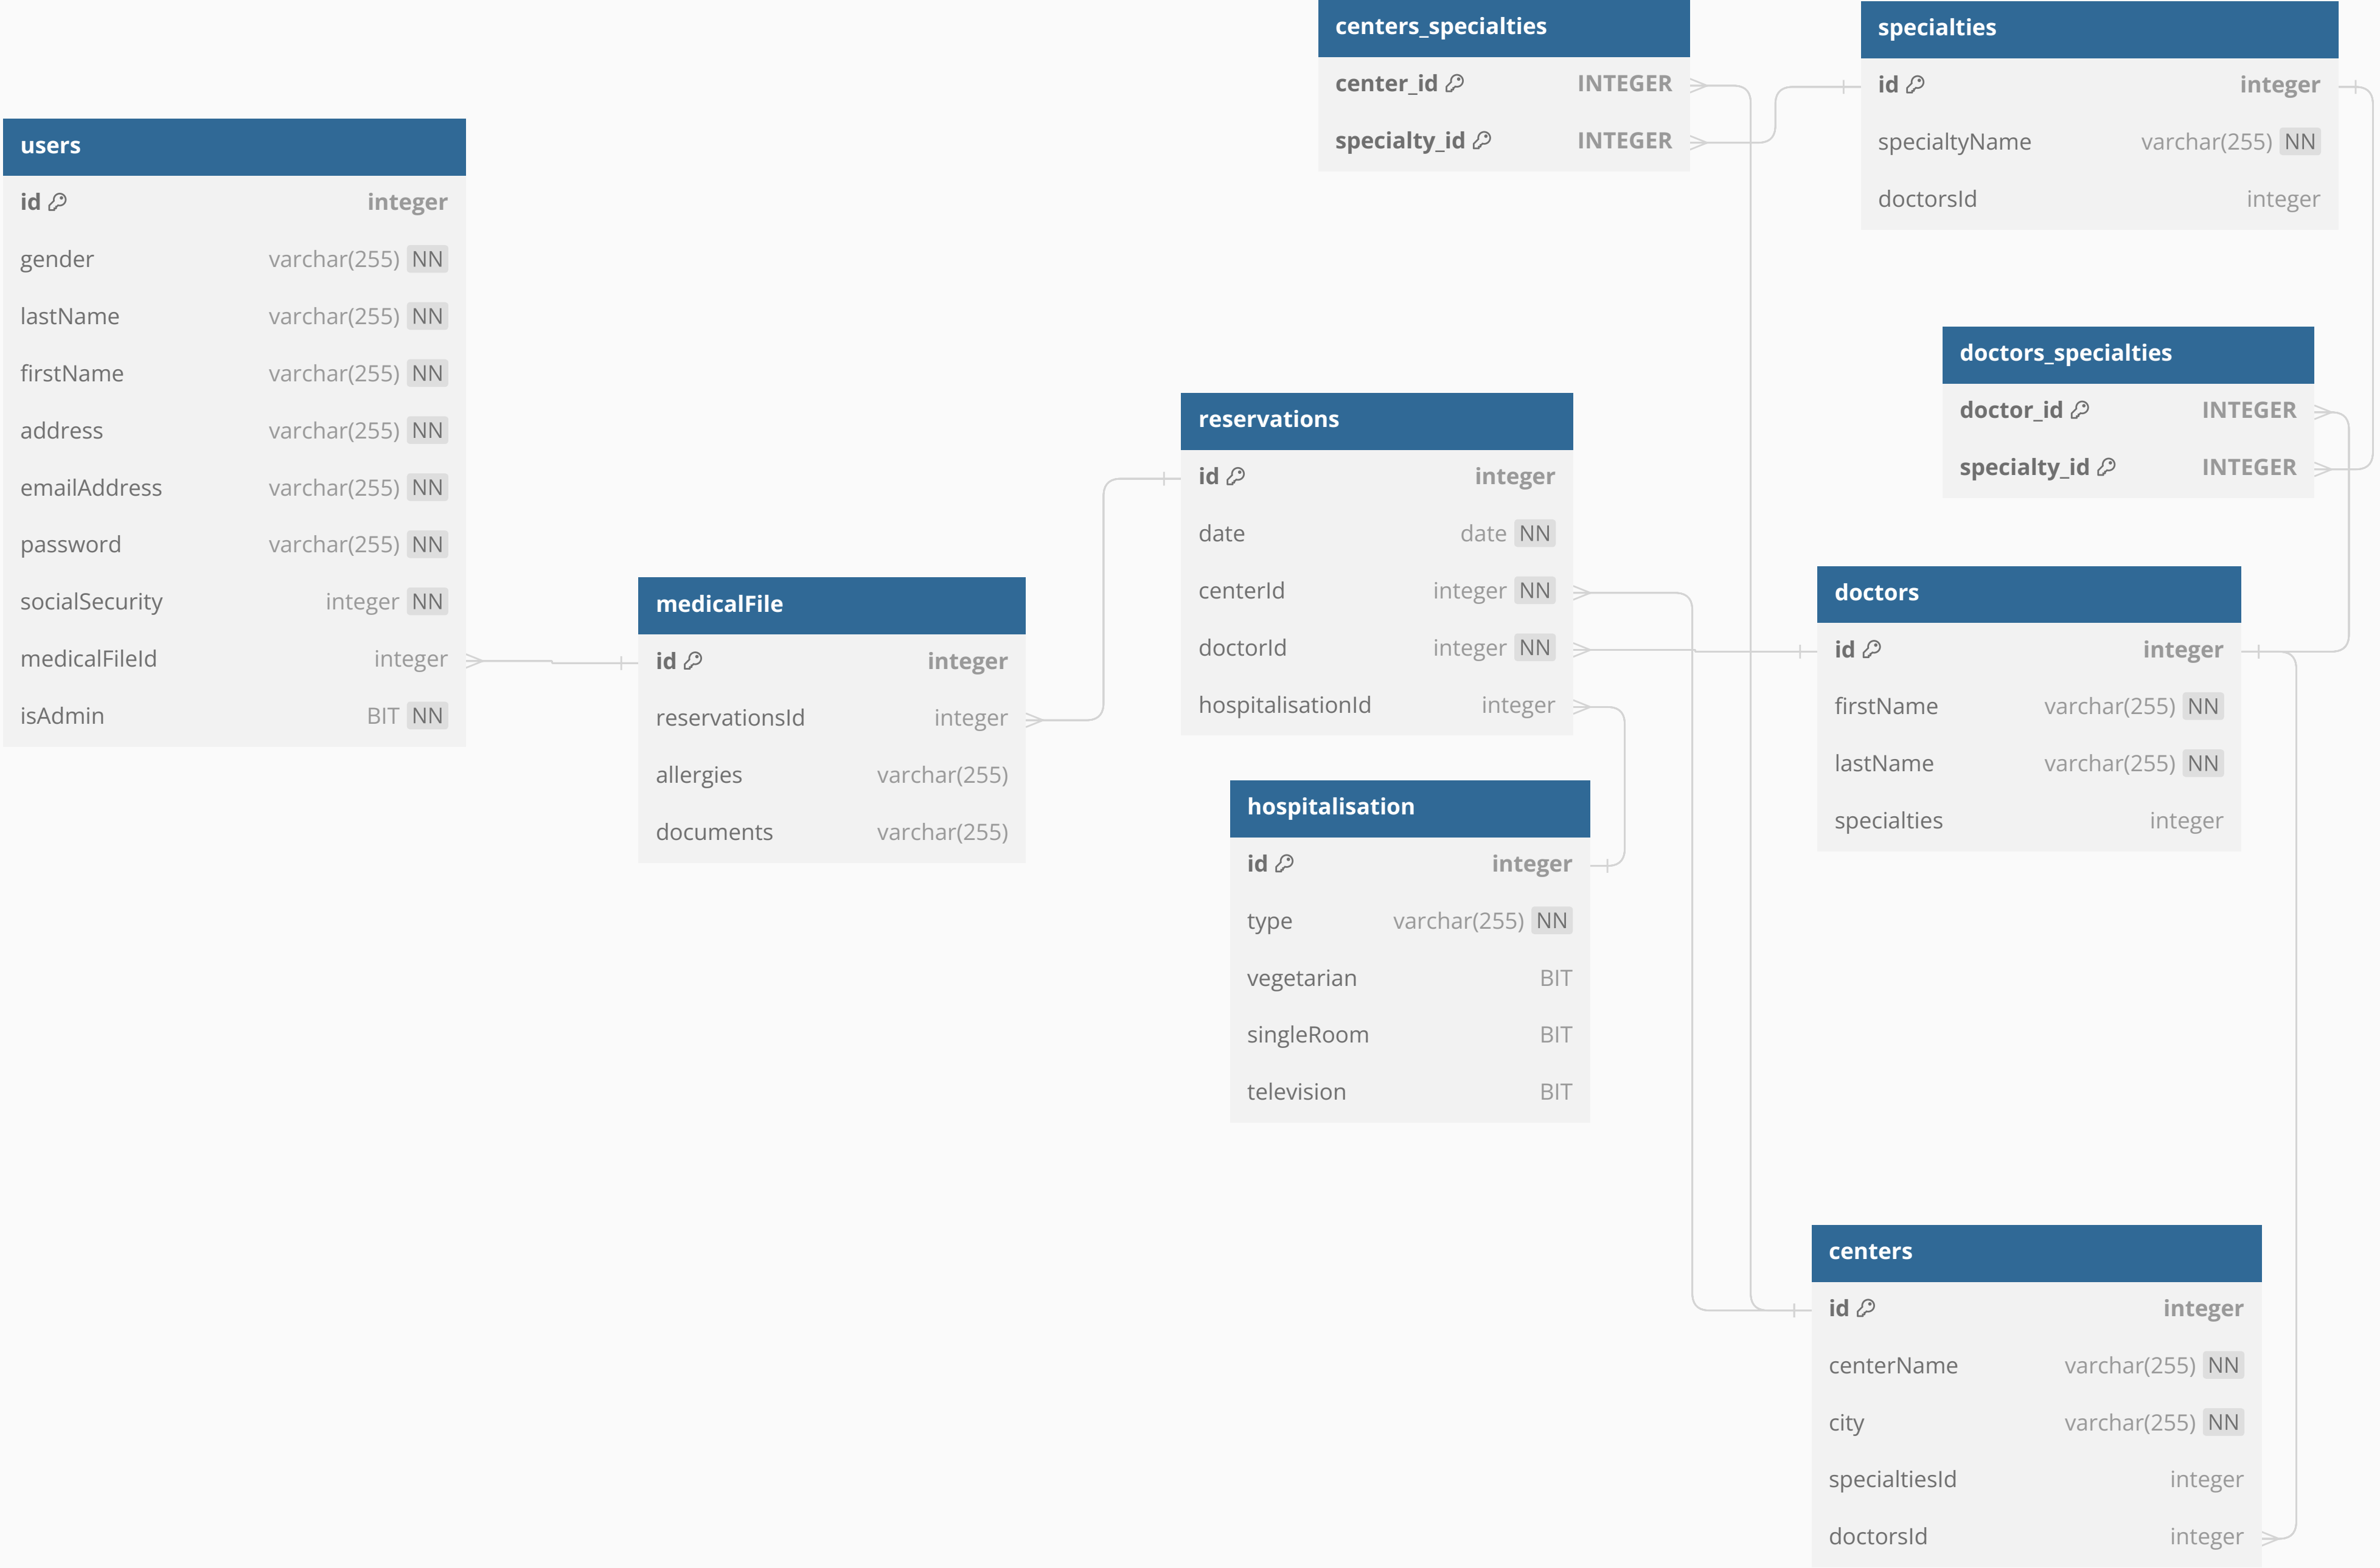 users
id integer
gender varchar(255) NN
lastName varchar(255) NN
firstName varchar(255) NN
address varchar(255) NN
emailAddress varchar(255) NN
password varchar(255) NN
socialSecurity integer NN
medicalFileId integer
isAdmin BIT NN
medicalFile
id integer
reservationsId integer
allergies varchar(255)
documents varchar(255)
centers_specialties
center_id INTEGER
specialty_id INTEGER
reservations
id integer
date date NN
centerId integer NN
doctorId integer NN
hospitalisationId integer
hospitalisation
id integer
type varchar(255) NN
vegetarian BIT
singleRoom BIT
television BIT
specialties
id integer
specialtyName varchar(255) NN
doctorsId integer
doctors_specialties
doctor_id INTEGER
specialty_id INTEGER
doctors
id integer
firstName varchar(255) NN
lastName varchar(255) NN
specialties integer
centers
id integer
centerName varchar(255) NN
city varchar(255) NN
specialtiesId integer
doctorsId integer